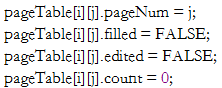 pageTable[i][j].pageNum = j;
pageTable[i][j].filled = FALSE;
pageTable[i][j].edited = FALSE;
pageTable[i][j].count = 0;